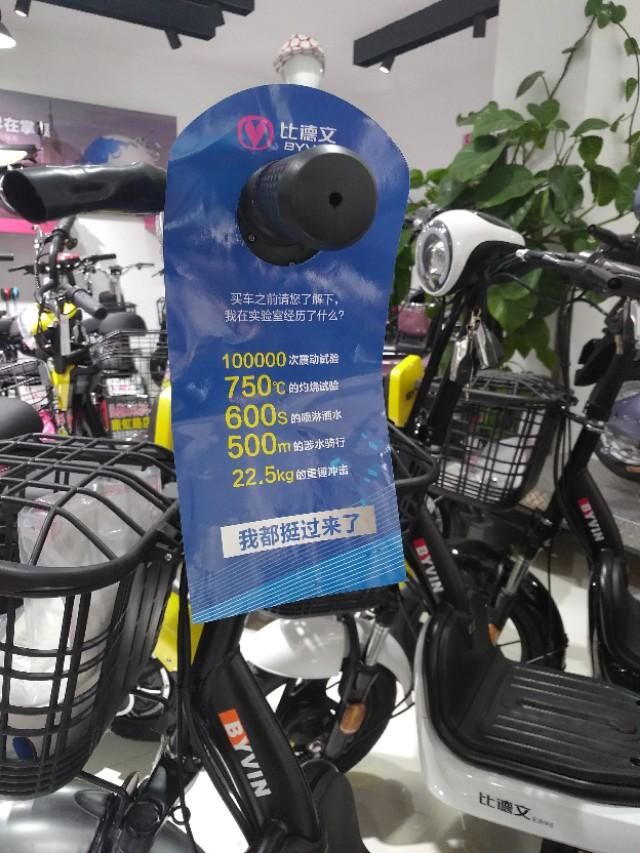 比德文
买车之前请您了解下，
我在实验室经历了什么?
100000次震动试验
750℃的灼烧试验
600s的喷淋洒水
500m的涉水骑行
22.5kg的重锤冲击
我都挺过来了
在掌握
BYVIN
BYVIN
BYVIN
比德文